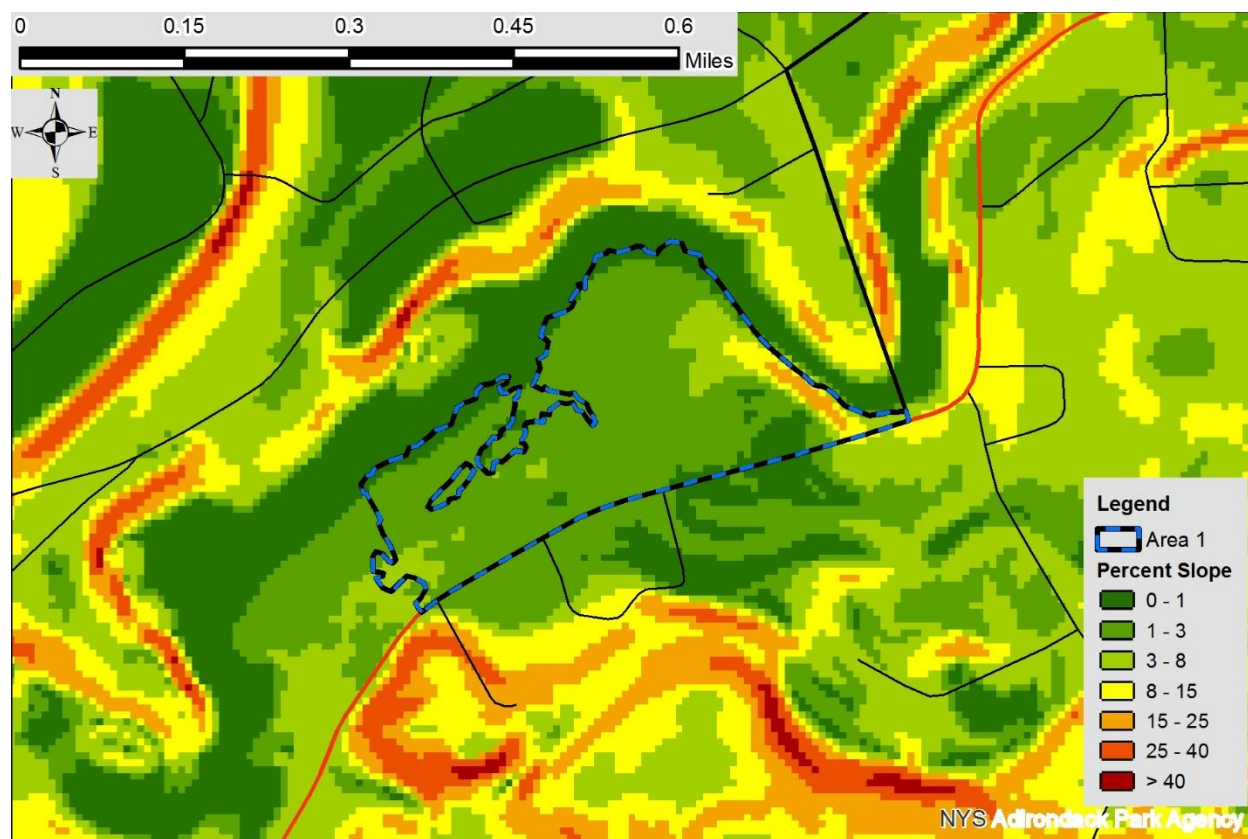 0 0.15 0.3 0.45 0.6
Miles
N
W E
S
Legend
Area 1
Percent Slope
0 - 1
1 - 3
3 - 8
8 - 15
15 - 25
25 - 40
> 40
NYS Adirondack Park Agency